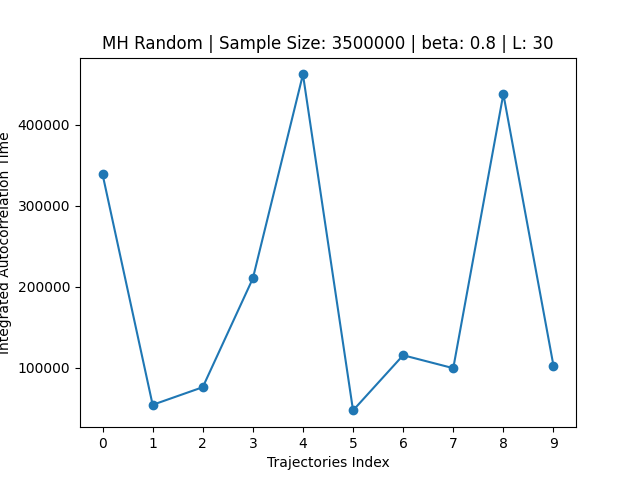 MH Random | Sample Size: 3500000 | beta: 0.8 | L: 30
Integrated Autocorrelation Time
400000
300000
200000
100000
0 1 2 3 4 5 6 7 8 9
Trajectories Index